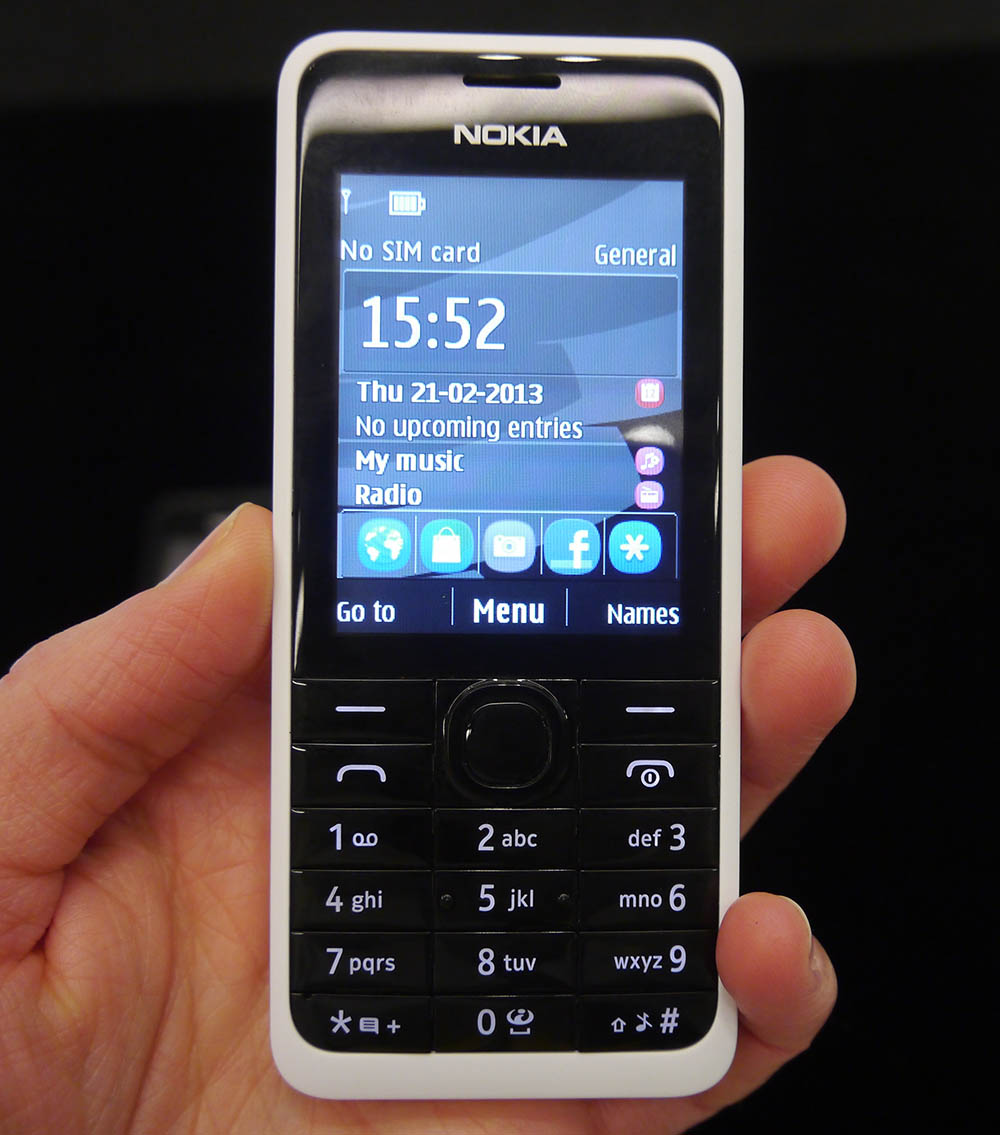 NOKIA
No SIM card General
15:52
Thu 21-02-2013
No upcoming entries
My music
Radio
Go to Menu Names
1 2 abc def 3
4 ghi 5 jkl mno 6
7 pqrs 8 tuv wxyz 9
* + 0 #